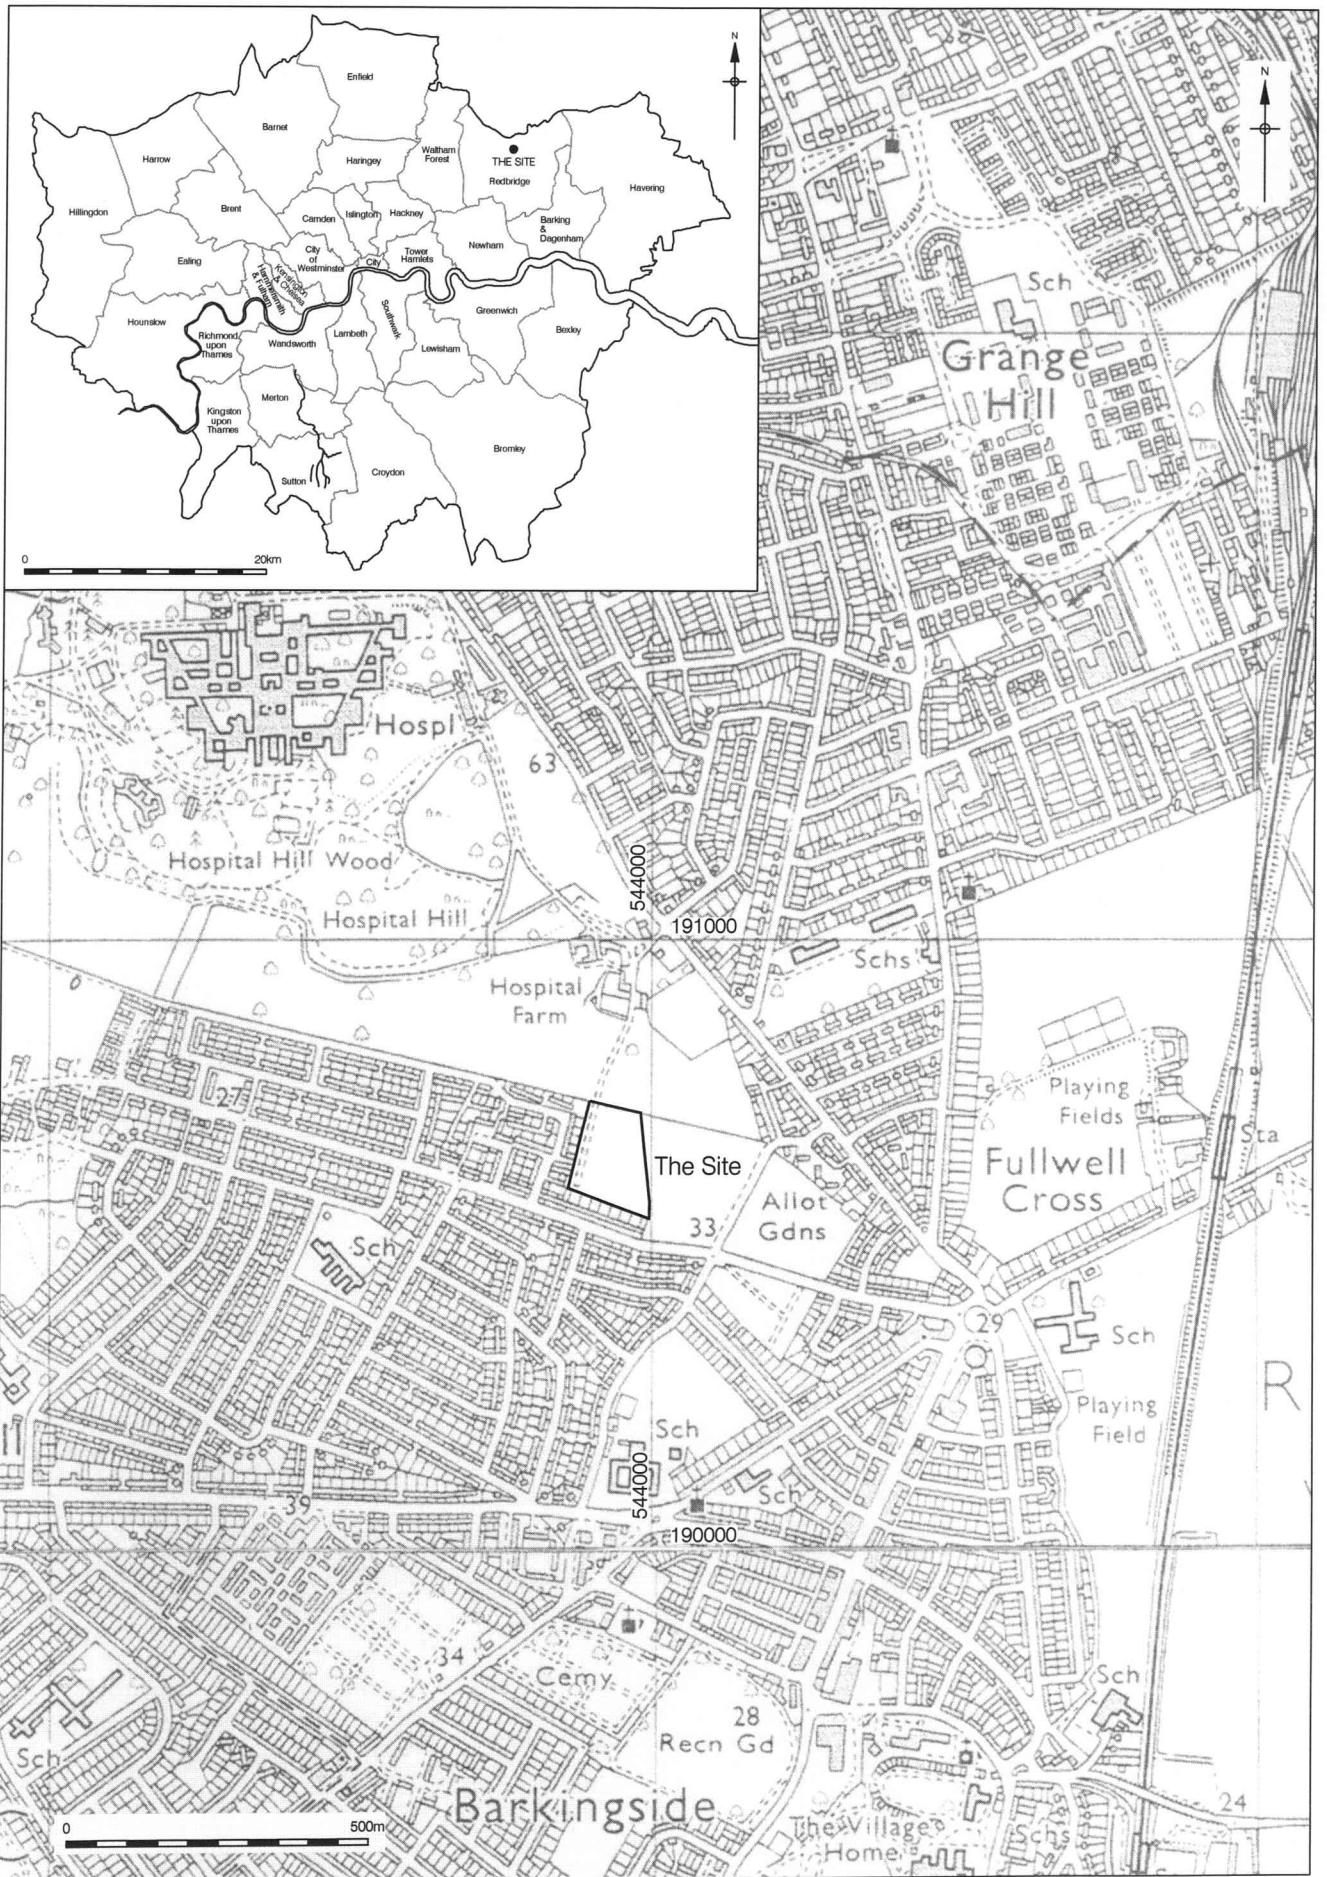 N
Enfield
Barnet
Harrow
Haringey
Waltham
Forest
THE SITE
Redbridge
Havering
Hillingdon
Brent
Camden
Islington
Hackney
Barking
&
Dagenham
Ealing
City
of
Westminster
City
Tower
Hamlets
Newham
Kensington
& Chelsea
Hammersmith
& Fulham
Hounslow
Richmond
upon
Thames
Wandsworth
Lambeth
Southwark
Lewisham
Greenwich
Bexley
Merton
Kingston
upon
Thames
Sutton
Croydon
Bromley
0
20km
N
Sch
Grange
Hill
Hospl
63
Hospital Hill Wood
Hospital Hill
544000
191000
Schs
Hospital
Farm
27
Playing
Fields
Sta
The Site
Fullwell
Cross
Allot
Gdns
33
Sch
29
Sch
R
Playing
Field
Sch
544000
Sch
39
190000
34
Cemy
Sch
28
Recn Gd
Sch
Barkingside
24
The Village
Home
Schs
0
500m